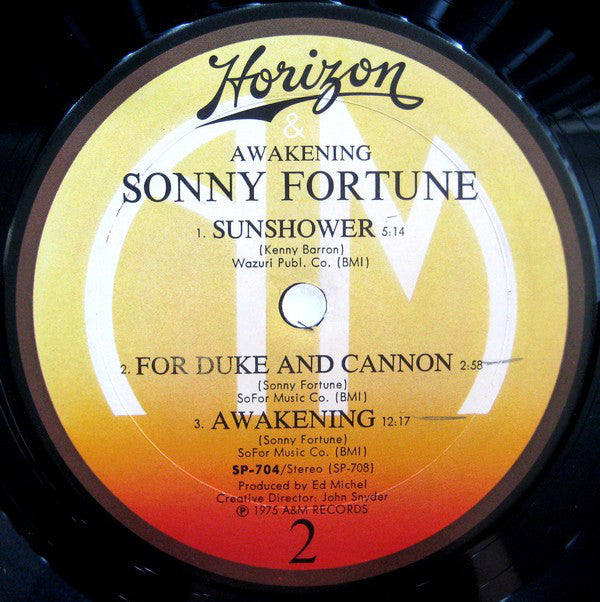 Horizon
&
AWAKENING
SONNY FORTUNE
1. SUNSHOWER 5:14
(Kenny Barron)
Wazuri Publ. Co. (BMI)
2. FOR DUKE AND CANNON 2:58
(Sonny Fortune)
SoFor Music Co. (BMI)
3. AWAKENING 12:17
(Sonny Fortune)
SoFor Music Co. (BMI)
SP-704/Stereo (SP-708)
Produced by Ed Michel
Creative Director: John Snyder
℗ 1975 A&M RECORDS
2
AM